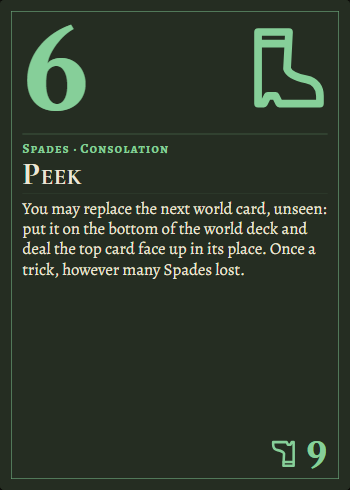 6
Spades · Consolation
Peek
You may replace the next world card, unseen:
put it on the bottom of the world deck and
deal the top card face up in its place. Once a
trick, however many Spades lost.
9